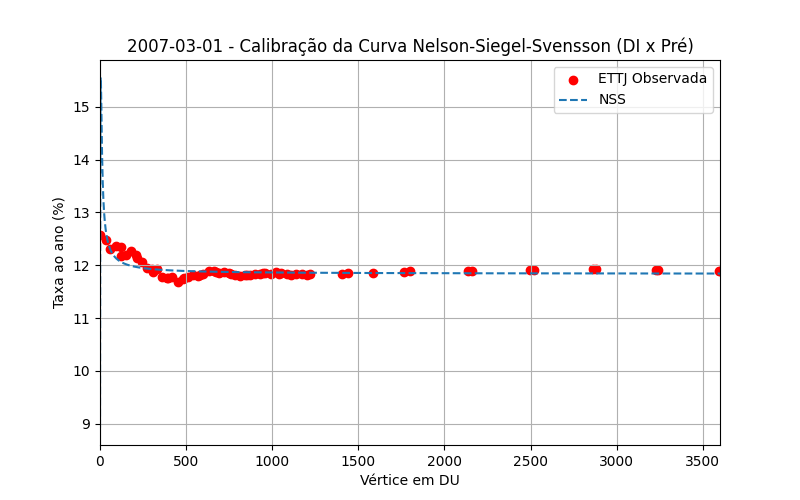 2007-03-01 - Calibração da Curva Nelson-Siegel-Svensson (DI x Pré)
ETTJ Observada
NSS
Taxa ao ano (%)
15
14
13
12
11
10
9
0 500 1000 1500 2000 2500 3000 3500
Vértice em DU